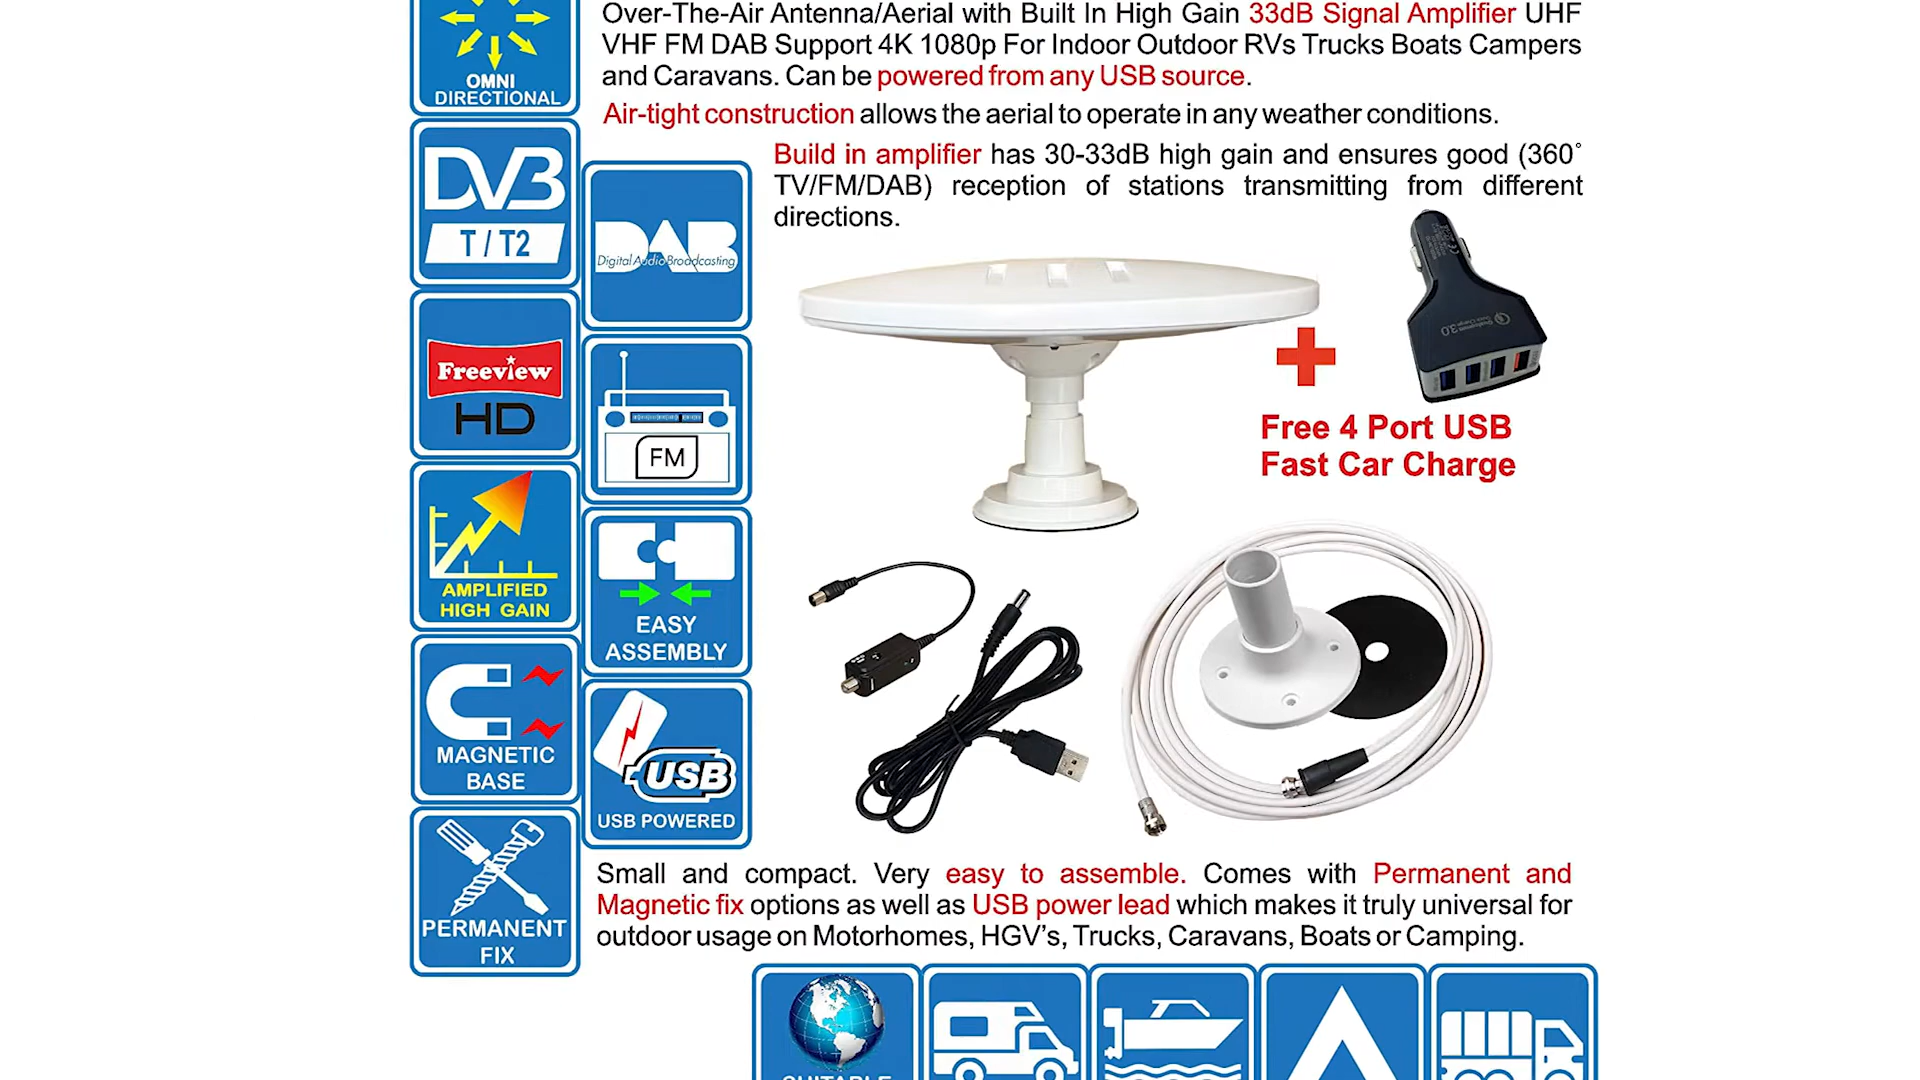 Over-The-Air Antenna/Aerial with Built In High Gain 33dB Signal Amplifier UHF
VHF FM DAB Support 4K 1080p For Indoor Outdoor RVs Trucks Boats Campers
and Caravans. Can be powered from any USB source.
Air-tight construction allows the aerial to operate in any weather conditions.
Build in amplifier has 30-33dB high gain and ensures good (360˚
TV/FM/DAB) reception of stations transmitting from different
directions.
OMNI
DIRECTIONAL
DVB
T / T2
DAB
Digital Audio Broadcasting
Freeview
HD
FM
AMPLIFIED
HIGH GAIN
EASY
ASSEMBLY
MAGNETIC
BASE
USB
USB POWERED
PERMANENT
FIX
3.0
Free 4 Port USB
Fast Car Charge
Small and compact. Very easy to assemble. Comes with Permanent and
Magnetic fix options as well as USB power lead which makes it truly universal for
outdoor usage on Motorhomes, HGV's, Trucks, Caravans, Boats or Camping.
SUITABLE